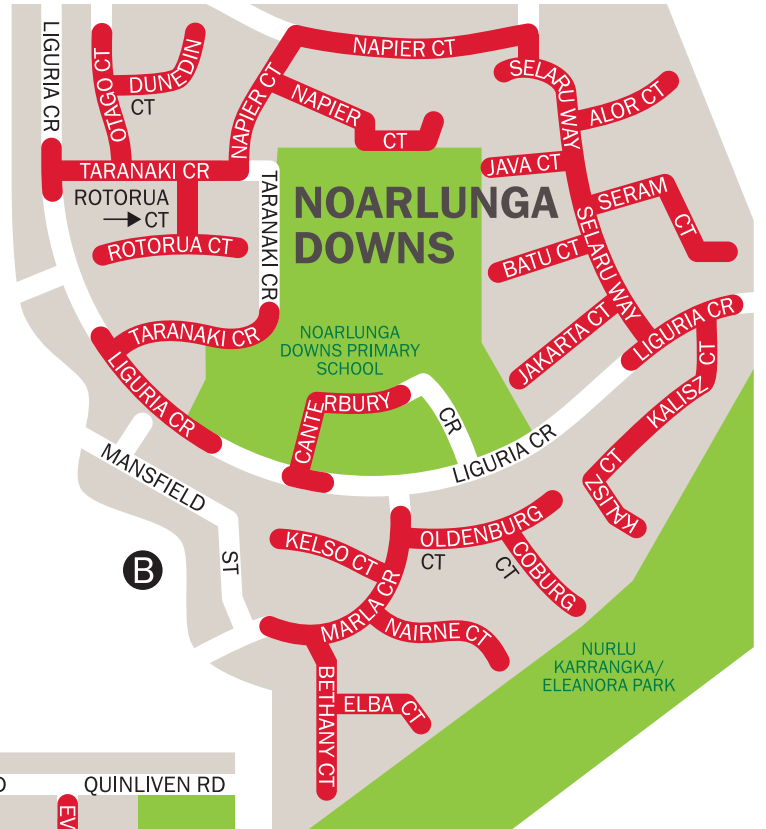 LIGURIA CR
OTAGO CT
DUNEDIN
CT
NAPIER CT
NAPIER CT
NAPIER
CT
SELARU WAY
ALOR CT
JAVA CT
TARANAKI CR
ROTORUA
CT
ROTORUA CT
TARANAKI CR
NOARLUNGA
DOWNS
SERAM
CT
BATU CT
SELARU WAY
JAKARTA CT
LIGURIA CR
TARANAKI CR
LIGURIA CR
NOARLUNGA
DOWNS PRIMARY
SCHOOL
CANTERBURY
CR
LIGURIA CR
KALISZ
CT
KALISZ CT
MANSFIELD
ST
B
KELSO CT
OLDENBURG
CT
COBURG
CT
MARLA CR
NAIRNE CT
BETHANY CT
ELBA CT
NURLU
KARRANGKA/
ELEANORA PARK
QUINLIVEN RD
D
EV